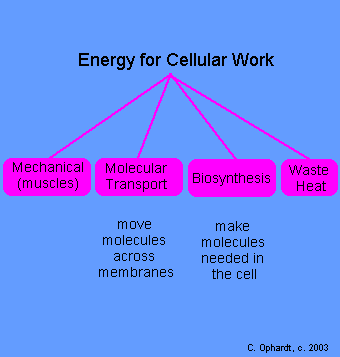 Energy for Cellular Work
Mechanical
(muscles)
Molecular
Transport
Biosynthesis
Waste
Heat
move
molecules
across
membranes
make
molecules
needed in
the cell
C. Ophardt, c. 2003